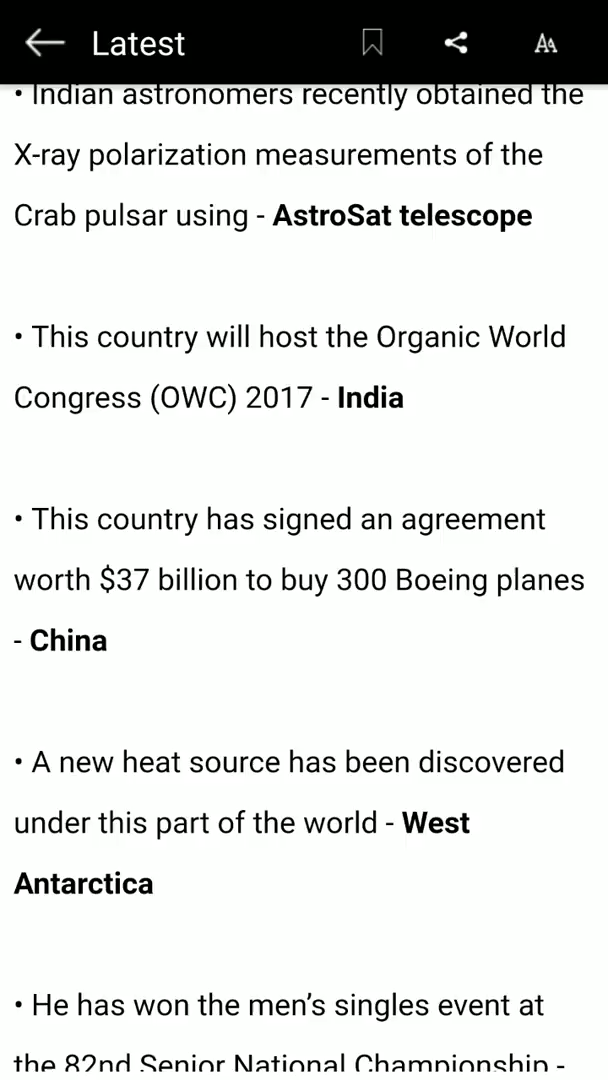 Latest
• Indian astronomers recently obtained the
X-ray polarization measurements of the
Crab pulsar using - AstroSat telescope
• This country will host the Organic World
Congress (OWC) 2017 - India
• This country has signed an agreement
worth $37 billion to buy 300 Boeing planes
- China
• A new heat source has been discovered
under this part of the world - West
Antarctica
• He has won the men’s singles event at
the 82nd Senior National Championship -